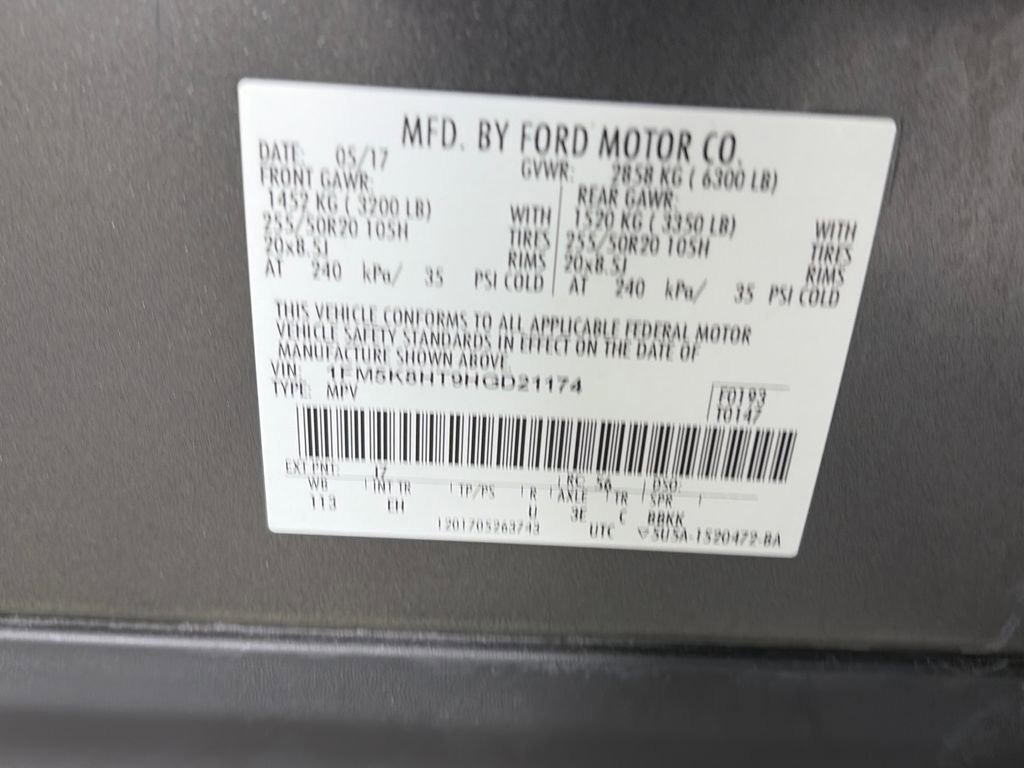 MFD. BY FORD MOTOR CO.
DATE: 05/17 GVWR: 2858 KG ( 6300 LB)
FRONT GAWR: REAR GAWR:
1452 KG ( 3200 LB) WITH 1520 KG ( 3350 LB) WITH
255/50R20 105H TIRES 255/50R20 105H TIRES
20x8.5J RIMS 20x8.5J RIMS
AT 240 kPa/ 35 PSI COLD AT 240 kPa/ 35 PSI COLD
THIS VEHICLE CONFORMS TO ALL APPLICABLE FEDERAL MOTOR
VEHICLE SAFETY STANDARDS IN EFFECT ON THE DATE OF
MANUFACTURE SHOWN ABOVE.
VIN: 1FM5K8HT9HGD21174
TYPE: MPV
F0193
T0147
EXT PNT: LRC: 56 DSO:
WB INT TR TP/PS R AXLE TR SPR
113 EH U 3E C BBKK
1201705263743 UTC ▽5U5A-1520472-BA